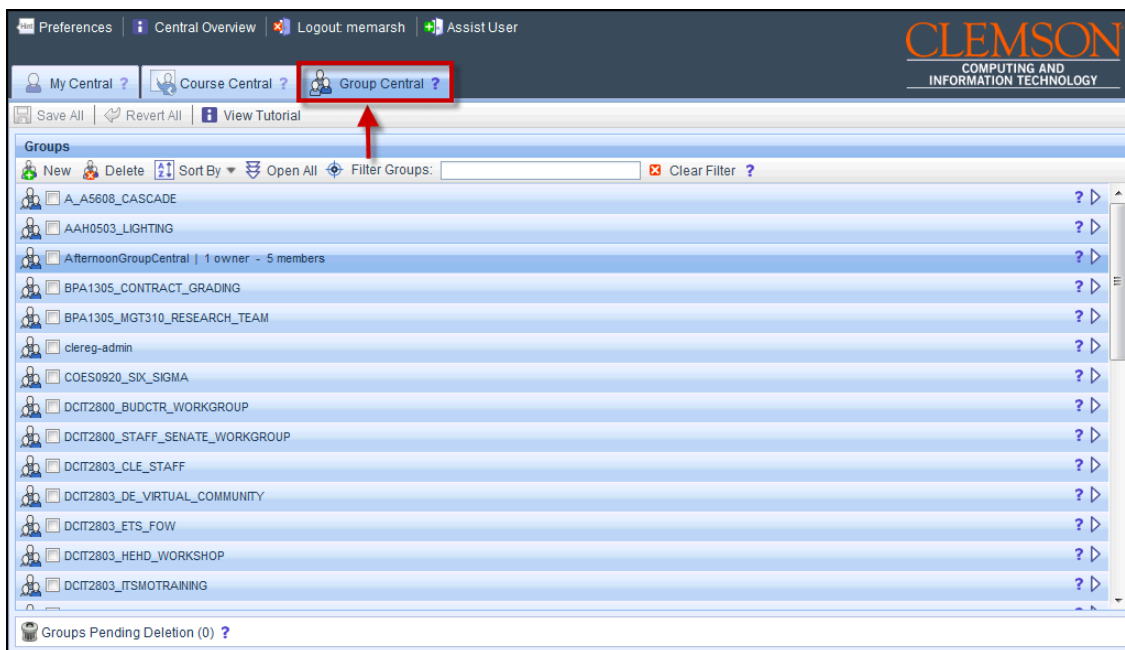 Preferences Central Overview Logout: memarsh Assist User
CLEMSON
COMPUTING AND
INFORMATION TECHNOLOGY
My Central ? Course Central ? Group Central ?
Save All Revert All View Tutorial
Groups
New Delete Sort By Open All Filter Groups: Clear Filter ?
A_A5608_CASCADE ?
AAH0503_LIGHTING ?
AfternoonGroupCentral | 1 owner - 5 members ?
BPA1305_CONTRACT_GRADING ?
BPA1305_MGT310_RESEARCH_TEAM ?
clereg-admin ?
COES0920_SIX_SIGMA ?
DCIT2800_BUDCTR_WORKGROUP ?
DCIT2800_STAFF_SENATE_WORKGROUP ?
DCIT2803_CLE_STAFF ?
DCIT2803_DE_VIRTUAL_COMMUNITY ?
DCIT2803_ETS_FOW ?
DCIT2803_HEHD_WORKSHOP ?
DCIT2803_ITSMOTRAINING ?
Groups Pending Deletion (0) ?